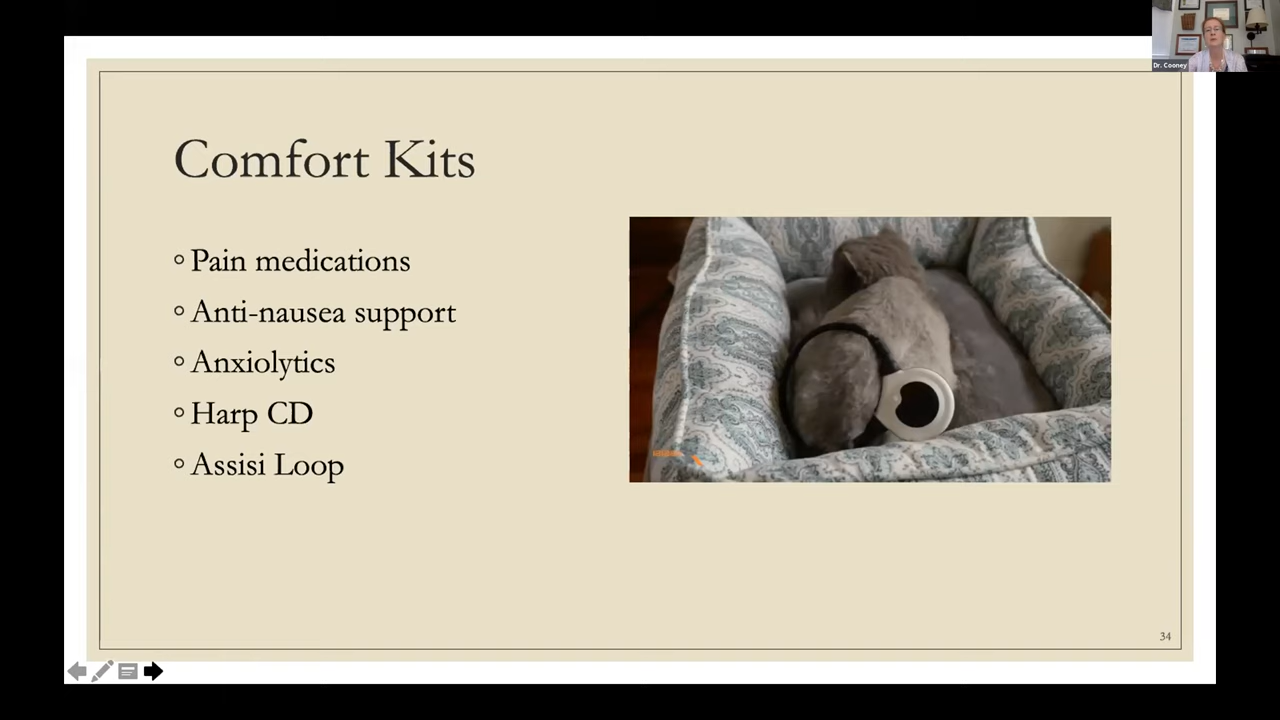 Dr. Cooney
Comfort Kits
◦ Pain medications
◦ Anti-nausea support
◦ Anxiolytics
◦ Harp CD
◦ Assisi Loop
34